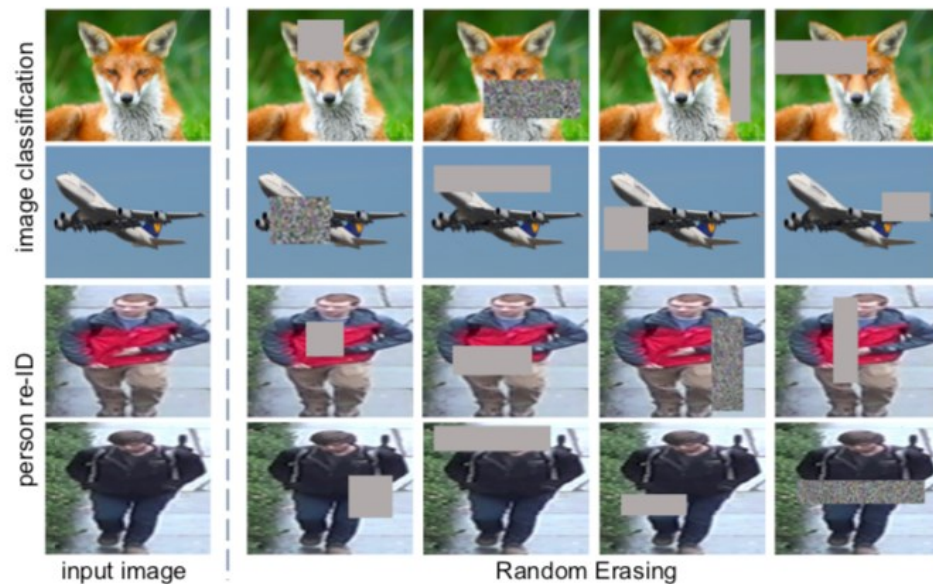 image classification
person re-ID
input image
Random Erasing